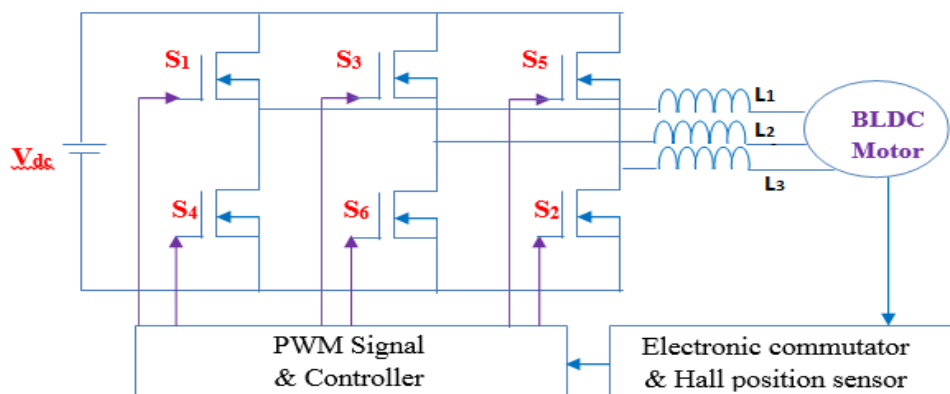 S1
S3
S5
L1
BLDC
Motor
L2
Vdc
L3
S4
S6
S2
PWM Signal
& Controller
Electronic commutator
& Hall position sensor